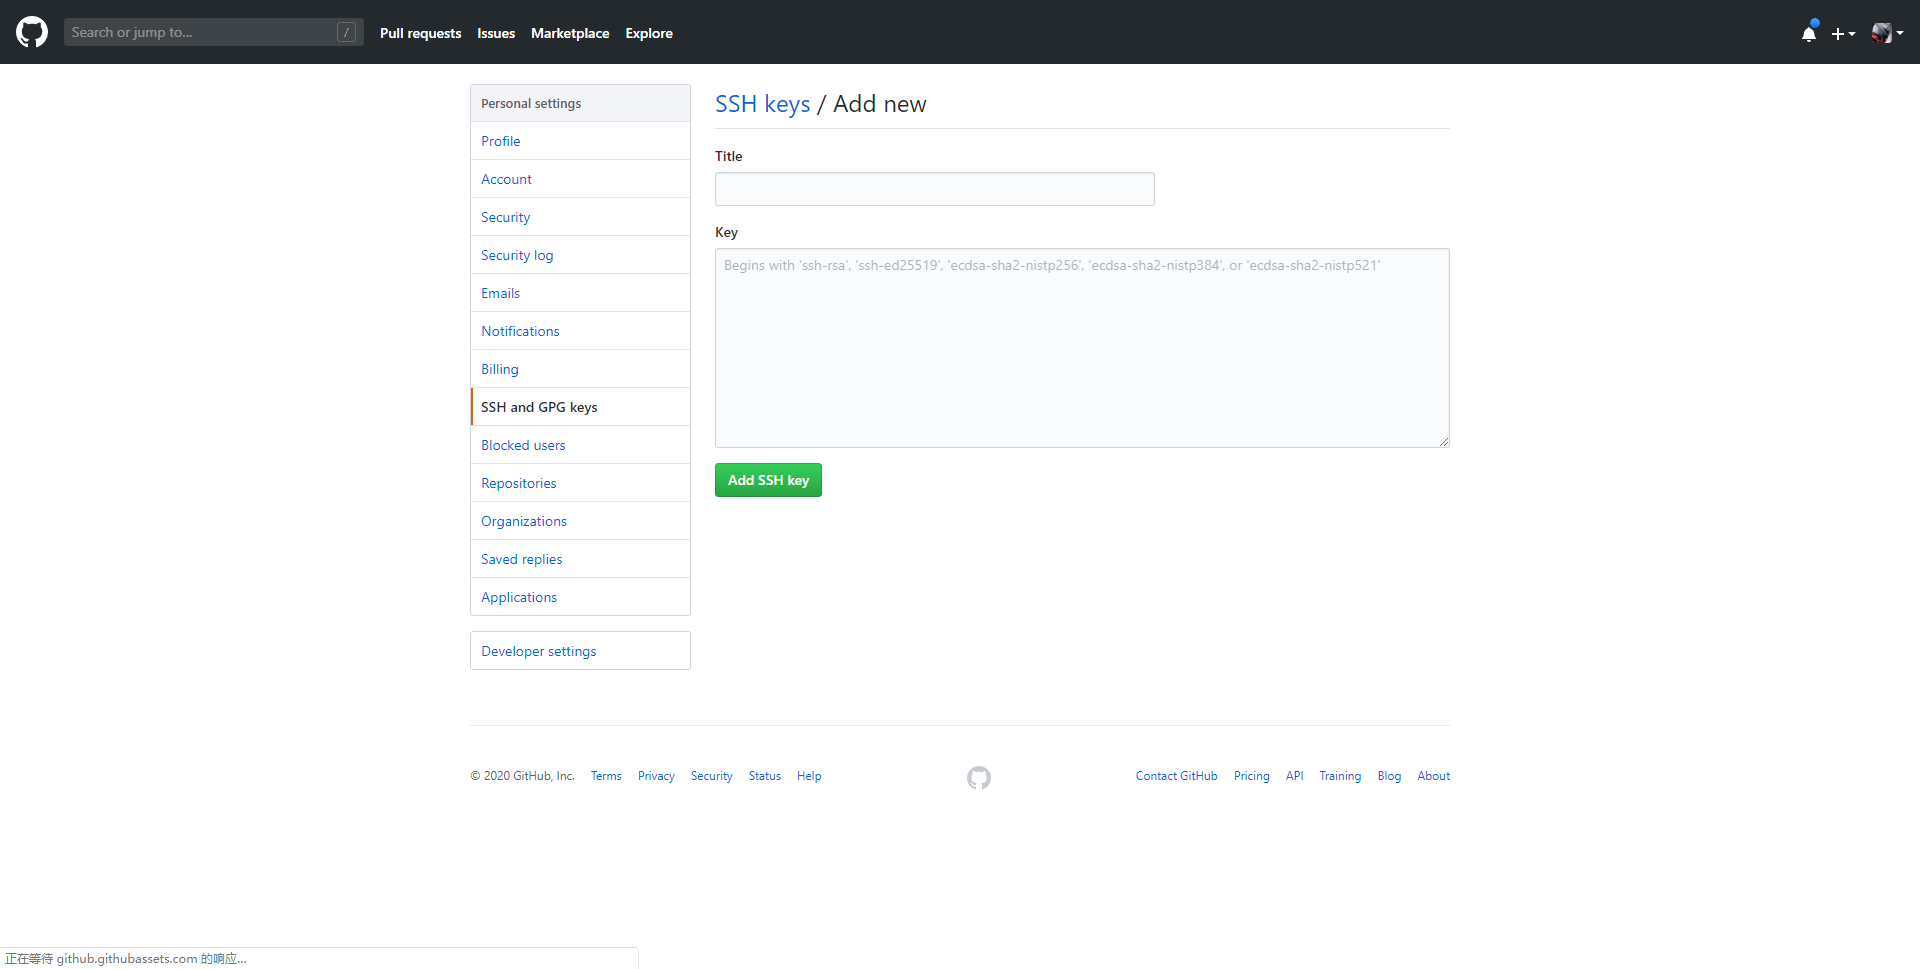 Search or jump to... /
Pull requests Issues Marketplace Explore
Personal settings
Profile
Account
Security
Security log
Emails
Notifications
Billing
SSH and GPG keys
Blocked users
Repositories
Organizations
Saved replies
Applications
Developer settings
SSH keys / Add new
Title
Key
Begins with 'ssh-rsa', 'ssh-ed25519', 'ecdsa-sha2-nistp256', 'ecdsa-sha2-nistp384', or 'ecdsa-sha2-nistp521'
Add SSH key
© 2020 GitHub, Inc. Terms Privacy Security Status Help
Contact GitHub Pricing API Training Blog About
正在等待 github.githubassets.com 的响应...